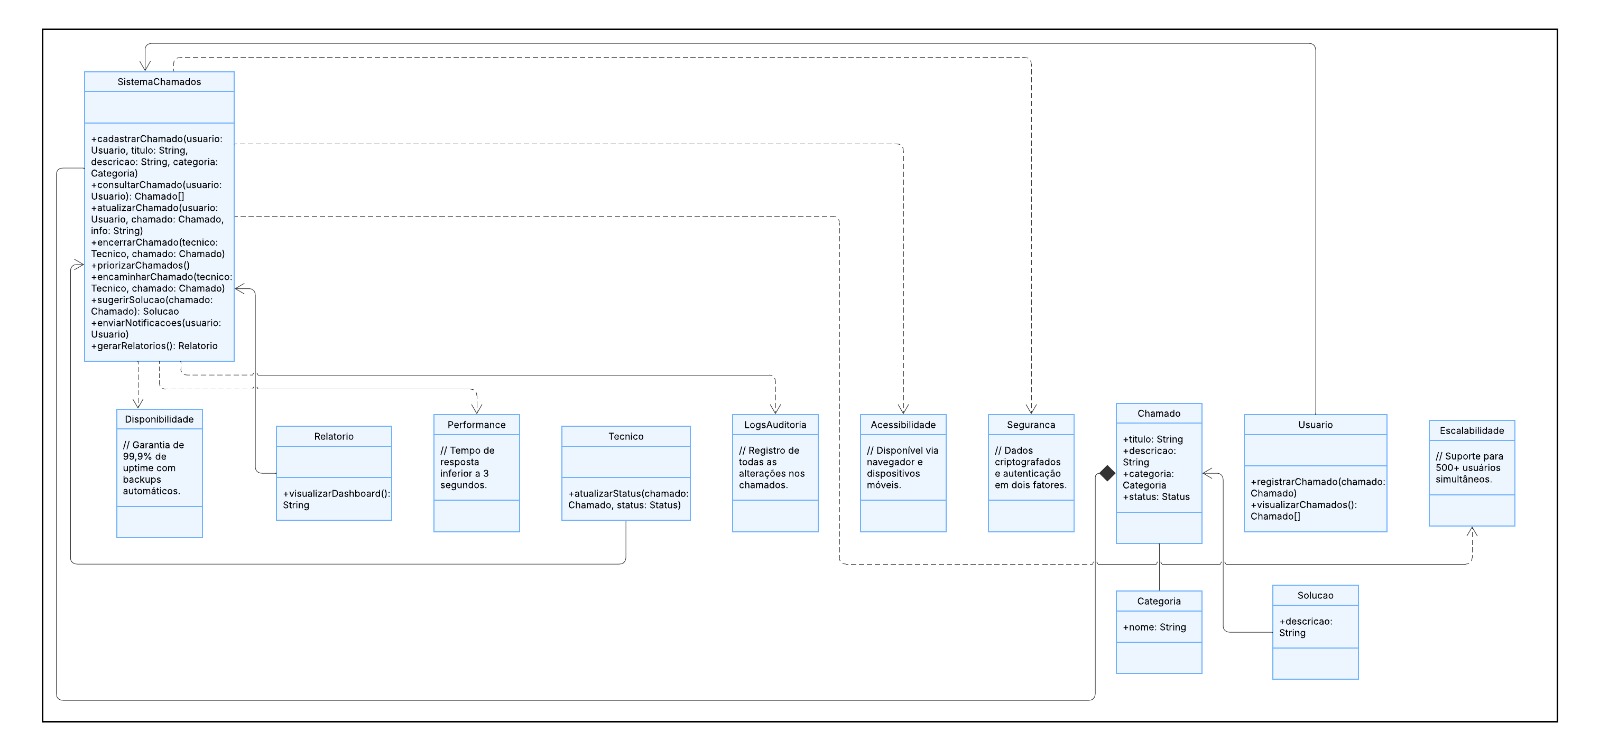 SistemaChamados
+cadastrarChamado(usuario:
Usuario, titulo: String,
descricao: String, categoria:
Categoria)
+consultarChamado(usuario:
Usuario): Chamado[]
+atualizarChamado(usuario:
Usuario, chamado: Chamado,
info: String)
+encerrarChamado(tecnico:
Tecnico, chamado: Chamado)
+priorizarChamados()
+encaminharChamado(tecnico:
Tecnico, chamado: Chamado)
+sugerirSolucao(chamado:
Chamado): Solucao
+enviarNotificacoes(usuario:
Usuario)
+gerarRelatorios(): Relatorio
Disponibilidade
// Garantia de
99,9% de
uptime com
backups
automáticos.
Relatorio
+visualizarDashboard():
String
Performance
// Tempo de
resposta
inferior a 3
segundos.
Tecnico
+atualizarStatus(chamado:
Chamado, status: Status)
LogsAuditoria
// Registro de
todas as
alterações nos
chamados.
Acessibilidade
// Disponível via
navegador e
dispositivos
móveis.
Seguranca
// Dados
criptografados
e autenticação
em dois fatores.
Chamado
+titulo: String
+descricao:
String
+categoria:
Categoria
+status: Status
Usuario
+registrarChamado(chamado:
Chamado)
+visualizarChamados():
Chamado[]
Escalabilidade
// Suporte para
500+ usuários
simultâneos.
Categoria
+nome: String
Solucao
+descricao:
String